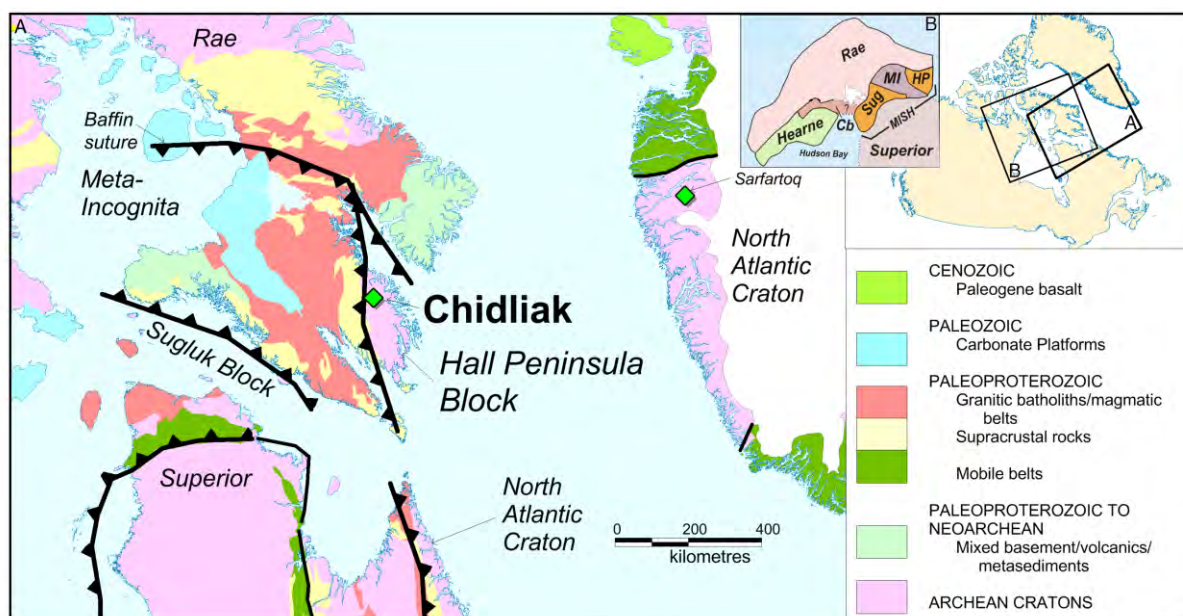 A
Rae
Baffin
suture
Meta-
Incognita
Sugluk Block
Superior
Chidliak
Hall Peninsula
Block
North
Atlantic
Craton
0 200 400
kilometres
Sarfartoq
North
Atlantic
Craton
B
Rae
MI
HP
Sug
Hearne
Cb
MISH
Hudson Bay
Superior
A
B
CENOZOIC
Paleogene basalt
PALEOZOIC
Carbonate Platforms
PALEOPROTEROZOIC
Granitic batholiths/magmatic
belts
Supracrustal rocks
Mobile belts
PALEOPROTEROZOIC TO
NEOARCHEAN
Mixed basement/volcanics/
metasediments
ARCHEAN CRATONS